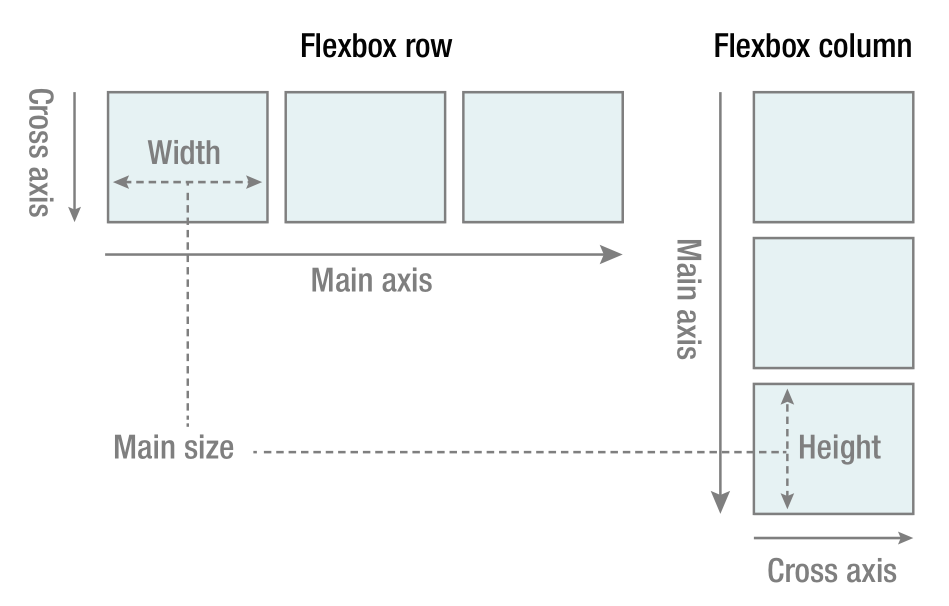 Flexbox row
Flexbox column
Cross axis
Width
Main axis
Main axis
Main size
Height
Cross axis